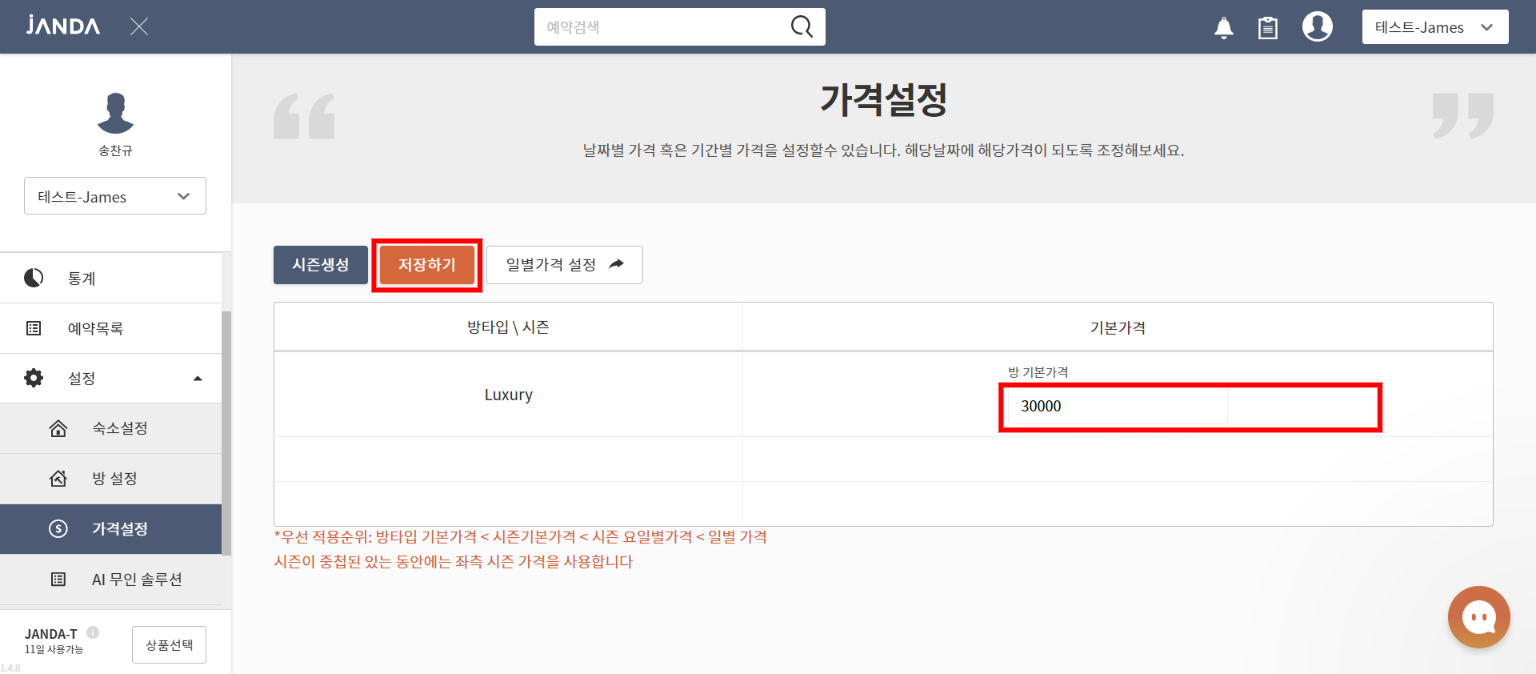 JANDA
예약검색
테스트-James
송찬규
테스트-James
통계
예약목록
설정
숙소설정
방 설정
가격설정
AI 무인 솔루션
JANDA-T
11일 사용가능
상품선택
1.4.8
가격설정
날짜별 가격 혹은 기간별 가격을 설정할수 있습니다. 해당날짜에 해당가격이 되도록 조정해보세요.
시즌생성 저장하기 일별가격 설정
방타입 \ 시즌 기본가격
방 기본가격
Luxury 30000
*우선 적용순위: 방타입 기본가격 < 시즌기본가격 < 시즌 요일별가격 < 일별 가격
시즌이 중첩된 있는 동안에는 좌측 시즌 가격을 사용합니다